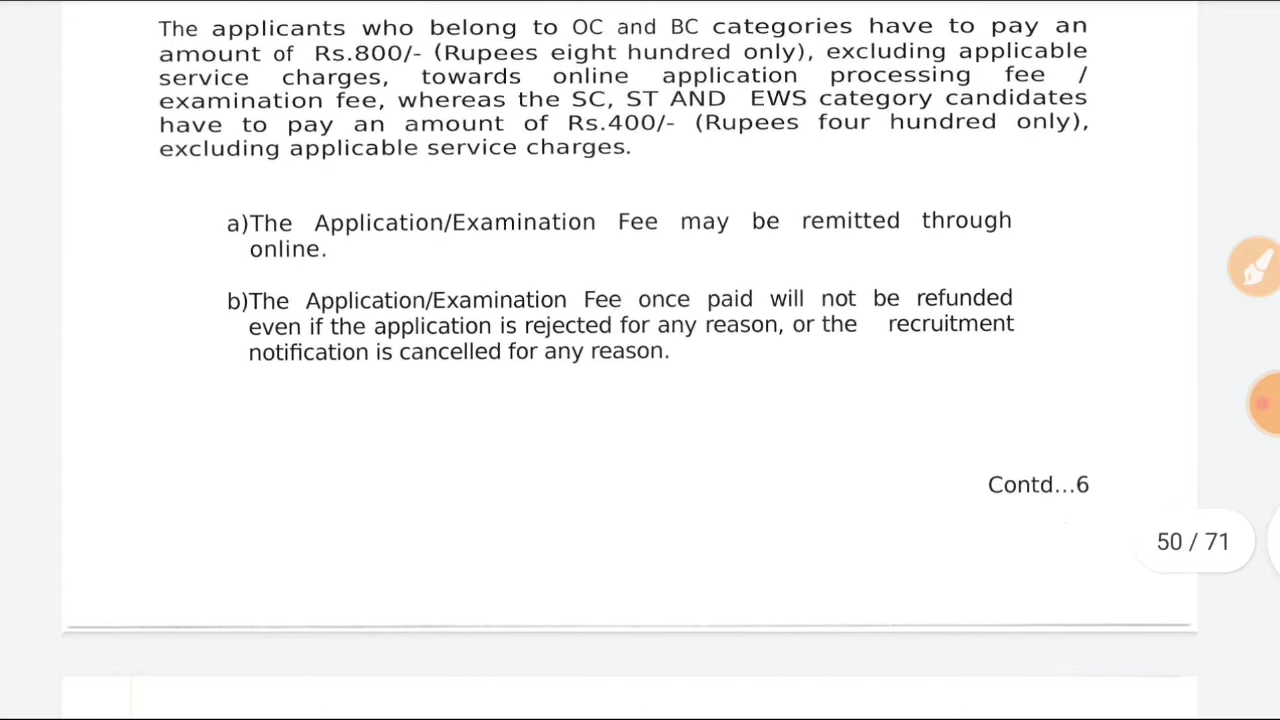 The applicants who belong to OC and BC categories have to pay an
amount of Rs.800/- (Rupees eight hundred only), excluding applicable
service charges, towards online application processing fee /
examination fee, whereas the SC, ST AND EWS category candidates
have to pay an amount of Rs.400/- (Rupees four hundred only),
excluding applicable service charges.
a)The Application/Examination Fee may be remitted through
online.
b)The Application/Examination Fee once paid will not be refunded
even if the application is rejected for any reason, or the recruitment
notification is cancelled for any reason.
Contd...6
50 / 71